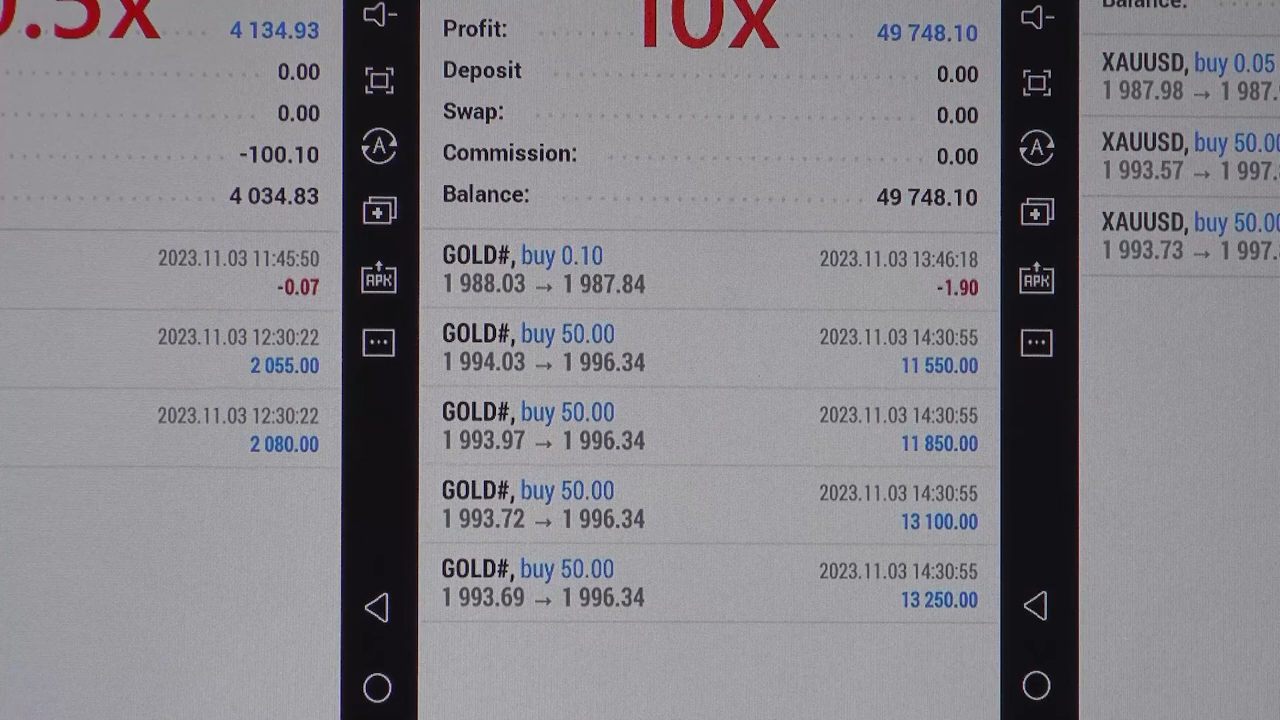 0.5x
4 134.93
0.00
0.00
-100.10
4 034.83
2023.11.03 11:45:50
-0.07
2023.11.03 12:30:22
2 055.00
2023.11.03 12:30:22
2 080.00
APK
10x
Profit: 49 748.10
Deposit 0.00
Swap: 0.00
Commission: 0.00
Balance: 49 748.10
GOLD#, buy 0.10 2023.11.03 13:46:18
1 988.03 → 1 987.84 -1.90
GOLD#, buy 50.00 2023.11.03 14:30:55
1 994.03 → 1 996.34 11 550.00
GOLD#, buy 50.00 2023.11.03 14:30:55
1 993.97 → 1 996.34 11 850.00
GOLD#, buy 50.00 2023.11.03 14:30:55
1 993.72 → 1 996.34 13 100.00
GOLD#, buy 50.00 2023.11.03 14:30:55
1 993.69 → 1 996.34 13 250.00
A
APK
Balance:
XAUUSD, buy 0.05
1 987.98 → 1 987.
XAUUSD, buy 50.00
1 993.57 → 1 997.
XAUUSD, buy 50.00
1 993.73 → 1 997.